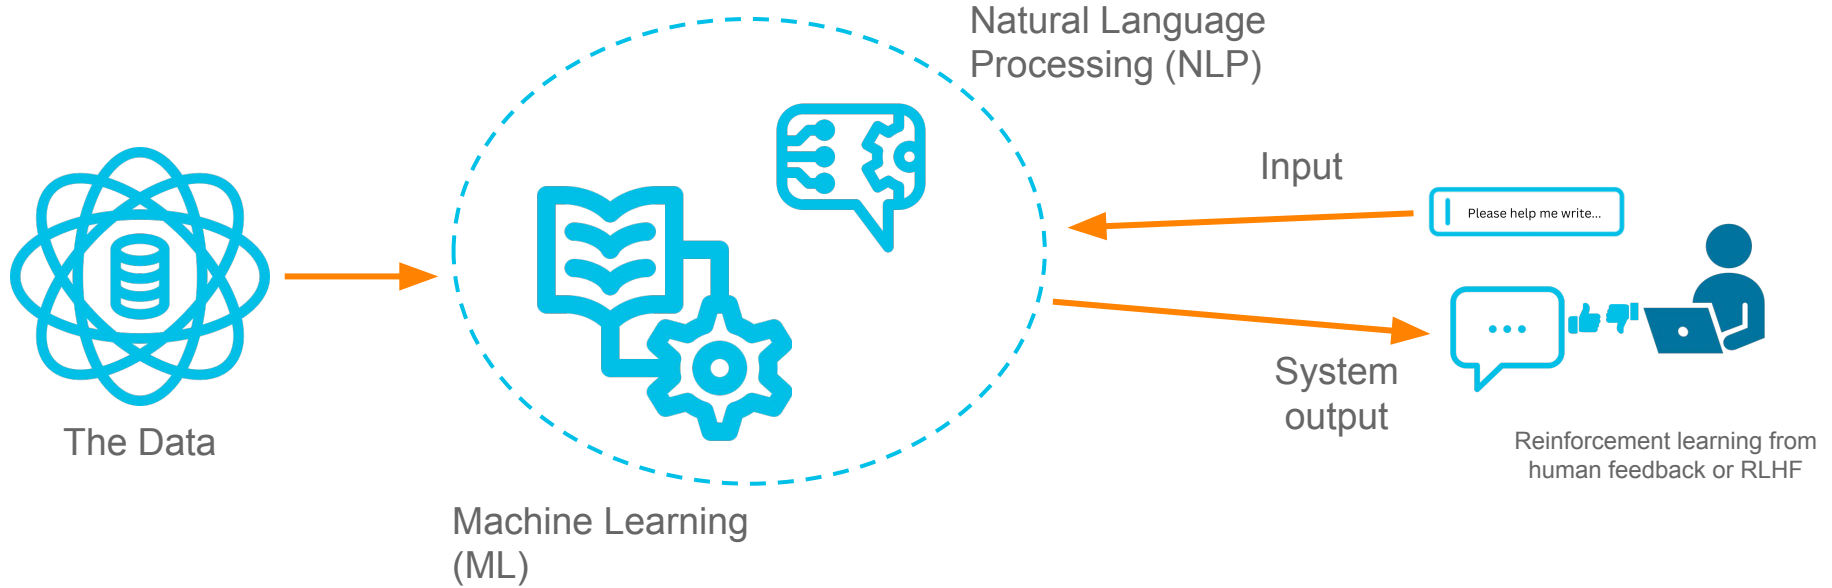 Natural Language
Processing (NLP)
Input
Please help me write...
The Data
System
output
Reinforcement learning from
human feedback or RLHF
Machine Learning
(ML)